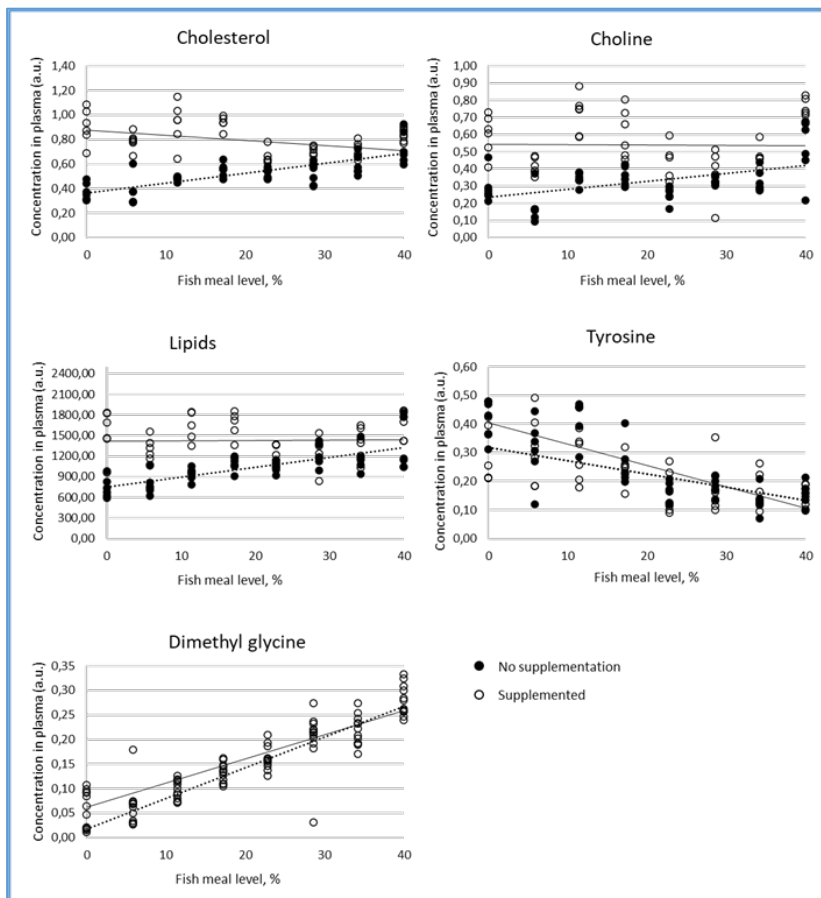 Cholesterol
Concentration in plasma (a.u.)
1,40
1,20
1,00
0,80
0,60
0,40
0,20
0,00
0 10 20 30 40
Fish meal level, %
Choline
Concentration in plasma (a.u.)
1,00
0,90
0,80
0,70
0,60
0,50
0,40
0,30
0,20
0,10
0,00
0 10 20 30 40
Fish meal level, %
Lipids
Concentration in plasma (a.u.)
2400,00
2100,00
1800,00
1500,00
1200,00
900,00
600,00
300,00
0,00
0 10 20 30 40
Fish meal level, %
Tyrosine
Concentration in plasma (a.u.)
0,60
0,50
0,40
0,30
0,20
0,10
0,00
0 10 20 30 40
Fish meal level, %
Dimethyl glycine
Concentration in plasma (a.u.)
0,35
0,30
0,25
0,20
0,15
0,10
0,05
0,00
0 10 20 30 40
Fish meal level, %
No supplementation
Supplemented